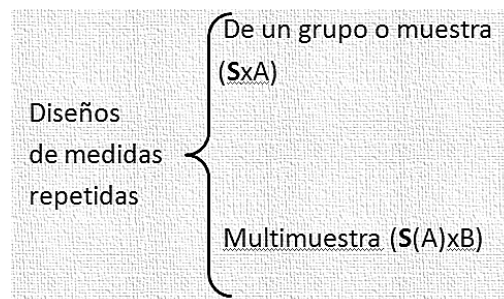 Diseños
de medidas
repetidas
De un grupo o muestra
(SxA)
Multimuestra (S(A)xB)